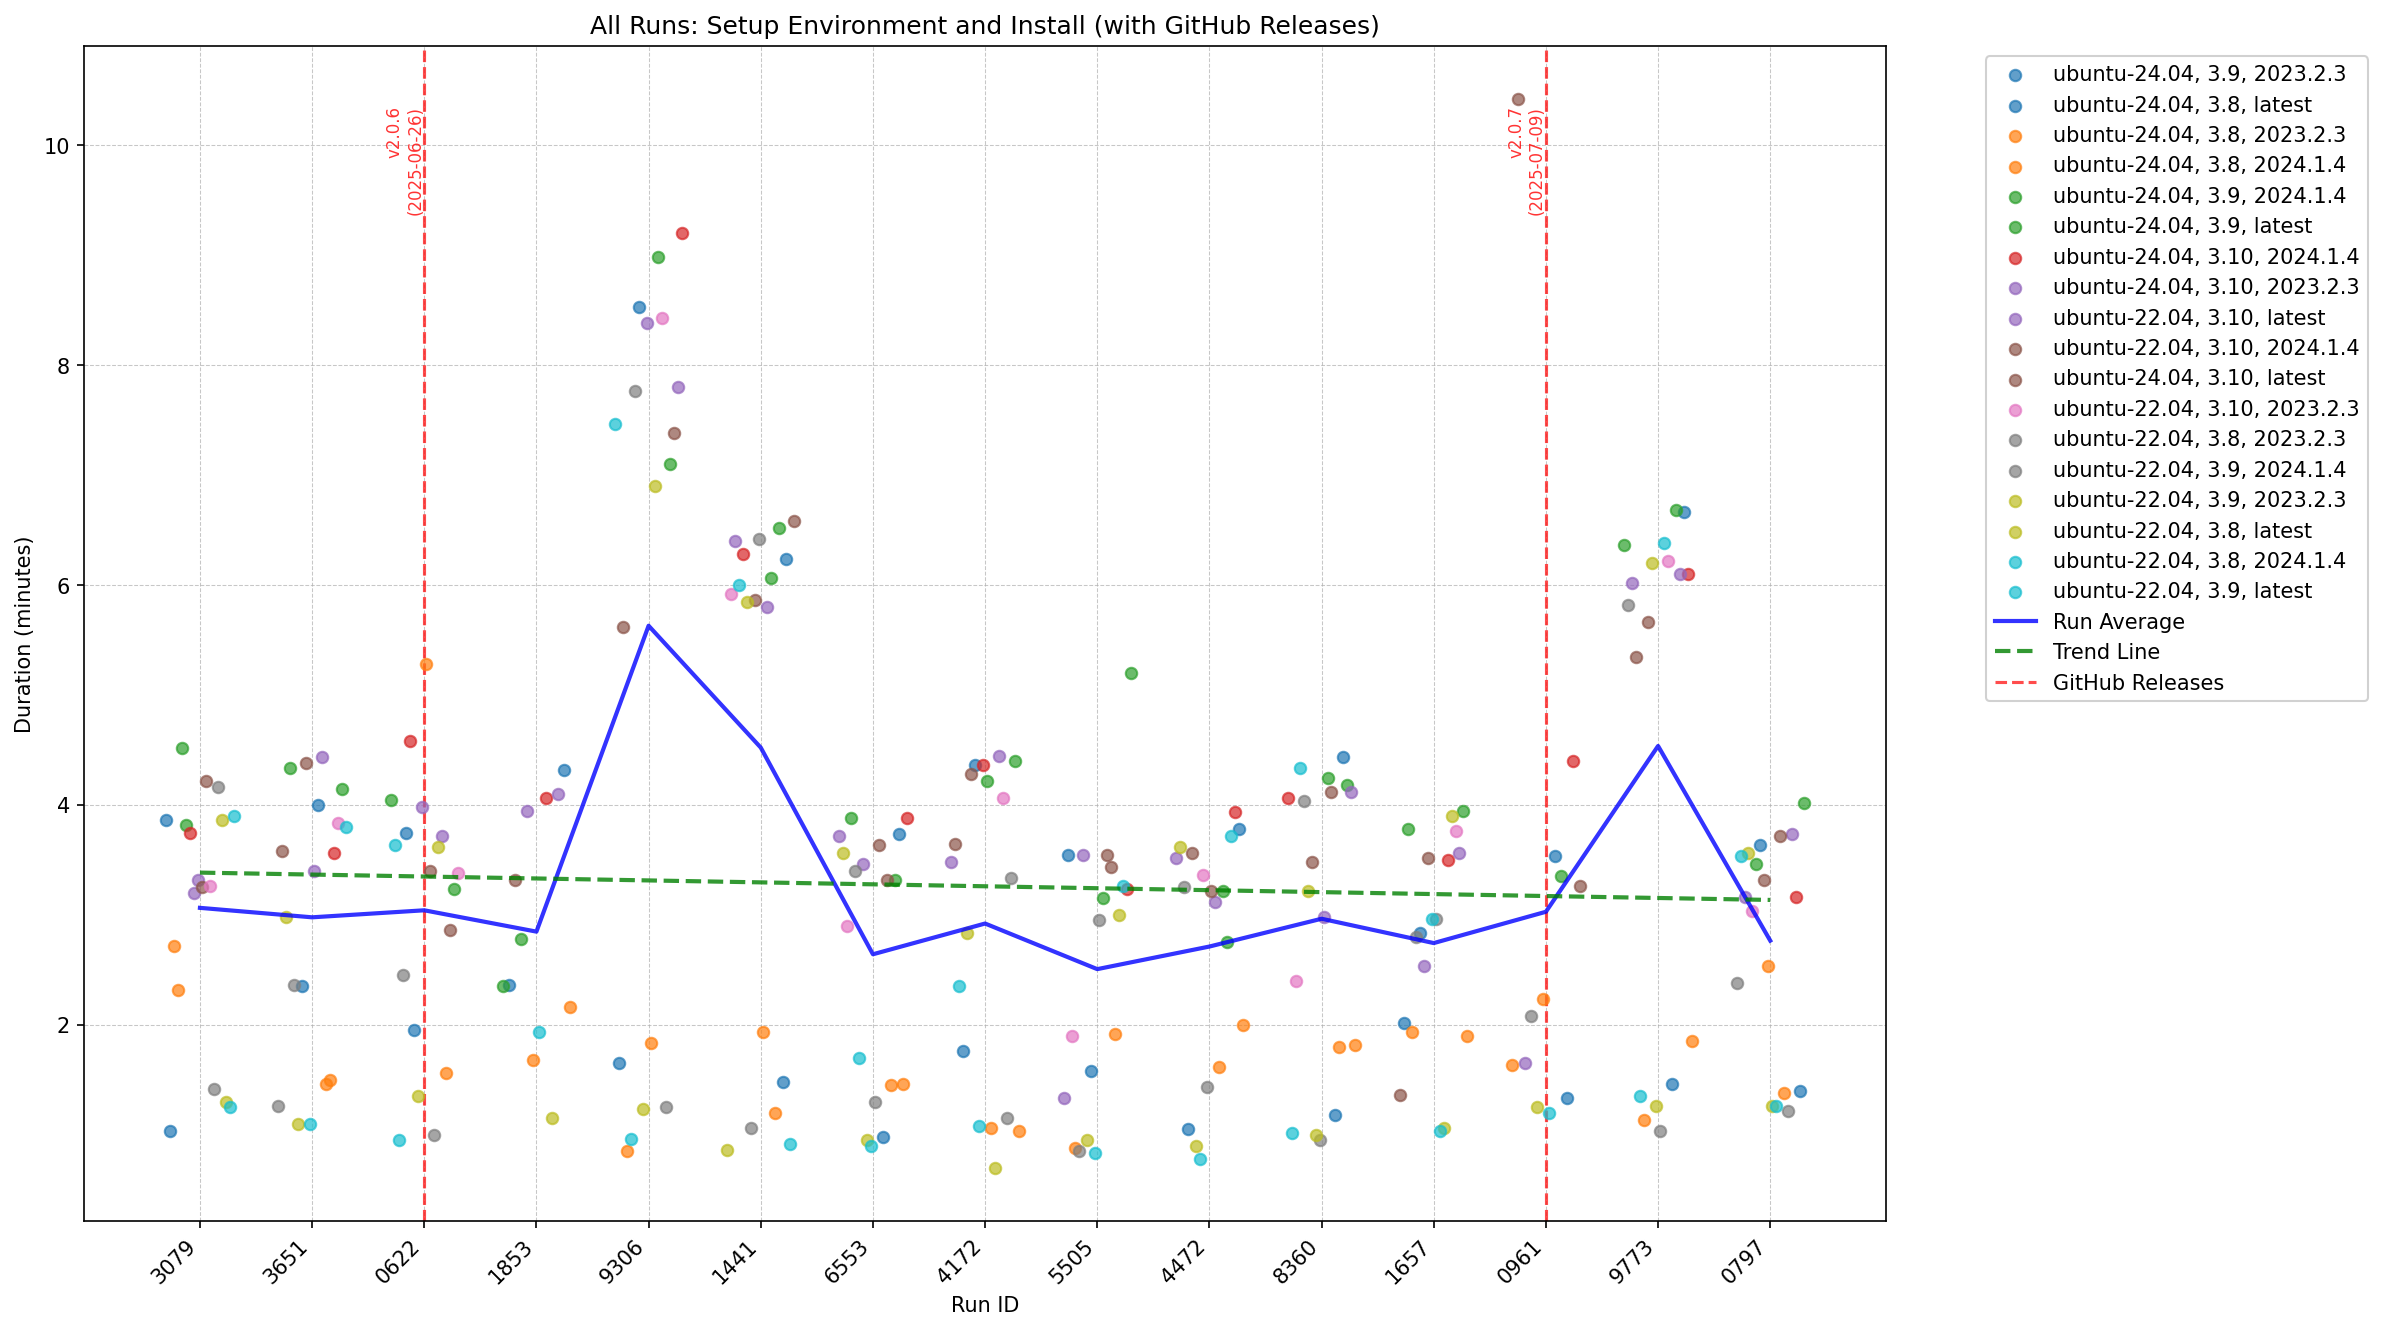 All Runs: Setup Environment and Install (with GitHub Releases)
Duration (minutes)
10
8
6
4
2
v2.0.6
(2025-06-26)
v2.0.7
(2025-07-09)
3079
3651
0622
1853
9306
1441
6553
4172
5505
4472
8360
1657
0961
9773
0797
Run ID
ubuntu-24.04, 3.9, 2023.2.3
ubuntu-24.04, 3.8, latest
ubuntu-24.04, 3.8, 2023.2.3
ubuntu-24.04, 3.8, 2024.1.4
ubuntu-24.04, 3.9, 2024.1.4
ubuntu-24.04, 3.9, latest
ubuntu-24.04, 3.10, 2024.1.4
ubuntu-24.04, 3.10, 2023.2.3
ubuntu-22.04, 3.10, latest
ubuntu-22.04, 3.10, 2024.1.4
ubuntu-24.04, 3.10, latest
ubuntu-22.04, 3.10, 2023.2.3
ubuntu-22.04, 3.8, 2023.2.3
ubuntu-22.04, 3.9, 2024.1.4
ubuntu-22.04, 3.9, 2023.2.3
ubuntu-22.04, 3.8, latest
ubuntu-22.04, 3.8, 2024.1.4
ubuntu-22.04, 3.9, latest
Run Average
Trend Line
GitHub Releases